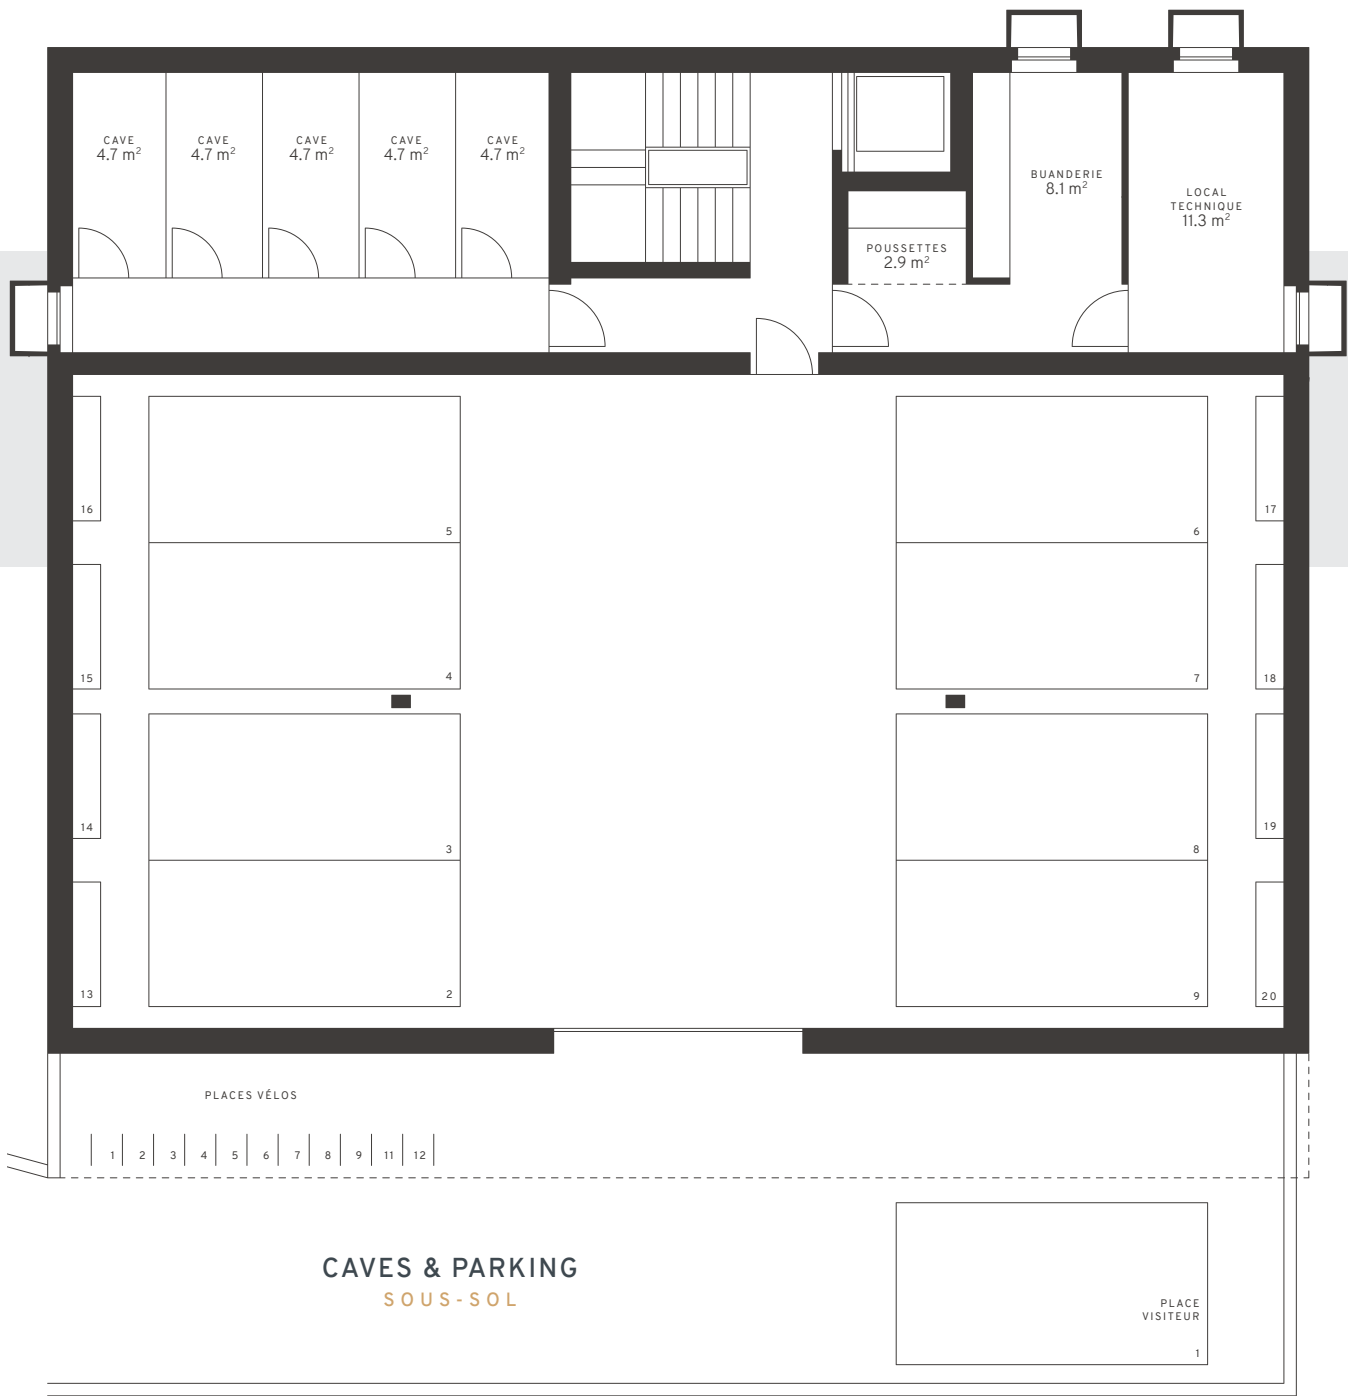 CAVE
4.7 m²
CAVE
4.7 m²
CAVE
4.7 m²
CAVE
4.7 m²
CAVE
4.7 m²
BUANDERIE
8.1 m²
LOCAL
TECHNIQUE
11.3 m²
POUSSETTES
2.9 m²
16
5
6
17
15
4
7
18
14
3
8
19
13
2
9
20
PLACES VÉLOS
1 2 3 4 5 6 7 8 9 11 12
CAVES & PARKING
SOUS-SOL
PLACE
VISITEUR
1